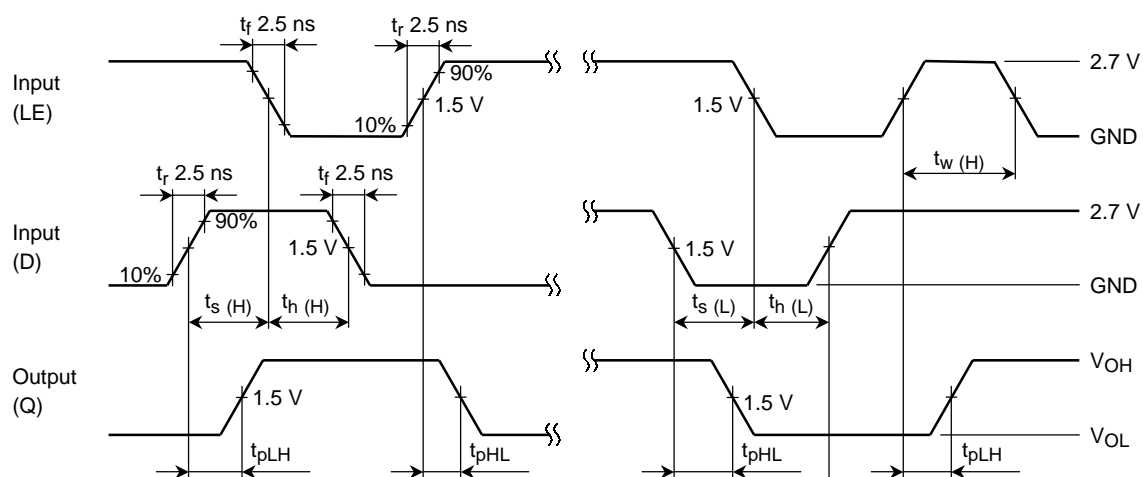 tf 2.5 ns
tr 2.5 ns
Input
(LE)
90%
1.5 V
10%
1.5 V
2.7 V
GND
tw (H)
tr 2.5 ns
tf 2.5 ns
Input
(D)
90%
1.5 V
10%
1.5 V
2.7 V
GND
ts (H)
th (H)
ts (L)
th (L)
Output
(Q)
1.5 V
1.5 V
VOH
VOL
tpLH
tpHL
tpHL
tpLH